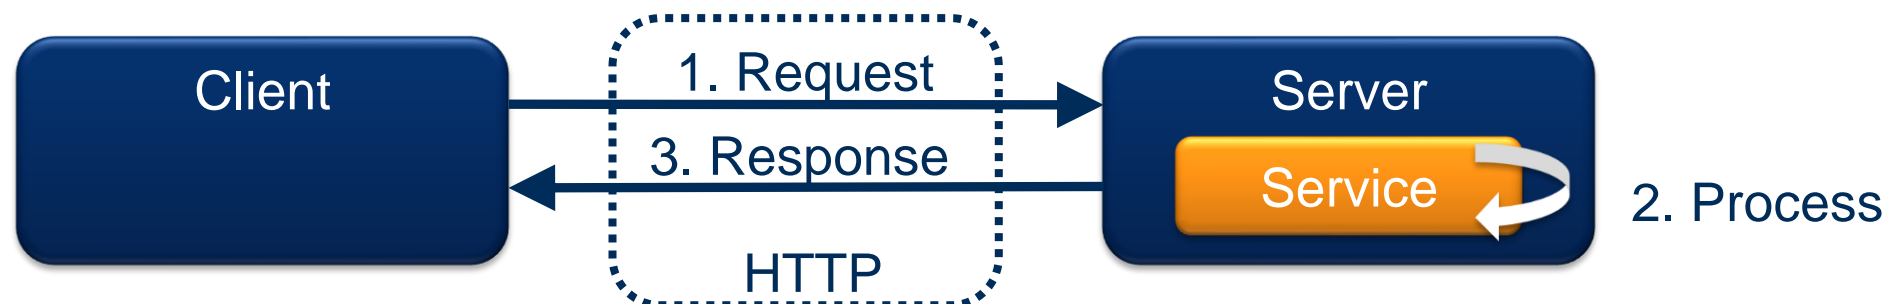 Client
1. Request
3. Response
HTTP
Server
Service
2. Process